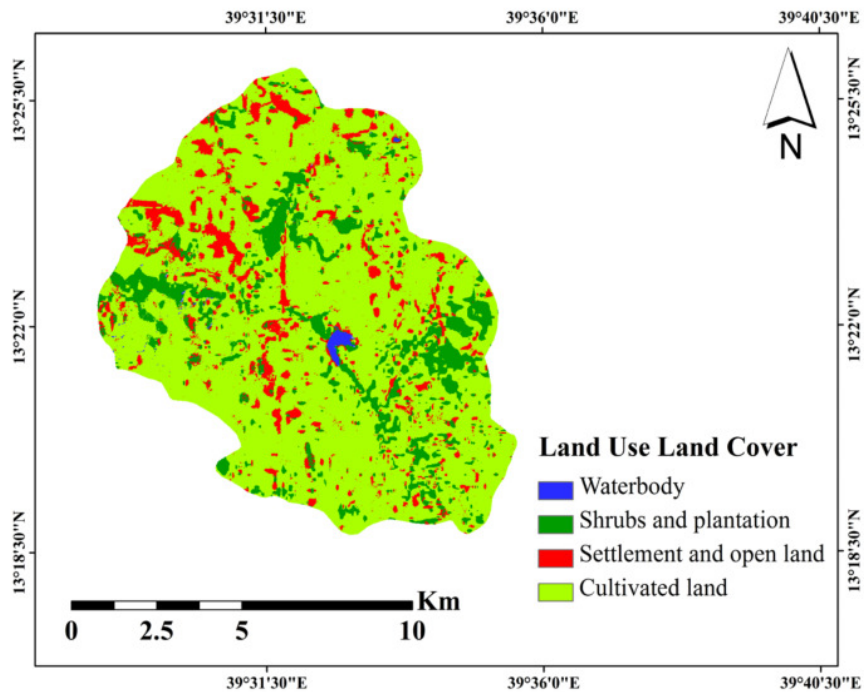 39°31'30"E 39°36'0"E 39°40'30"E
13°25'30"N 13°25'30"N
N
13°22'0"N 13°22'0"N
Land Use Land Cover
Waterbody
Shrubs and plantation
Settlement and open land
Cultivated land
13°18'30"N 13°18'30"N
Km
0 2.5 5 10
39°31'30"E 39°36'0"E 39°40'30"E